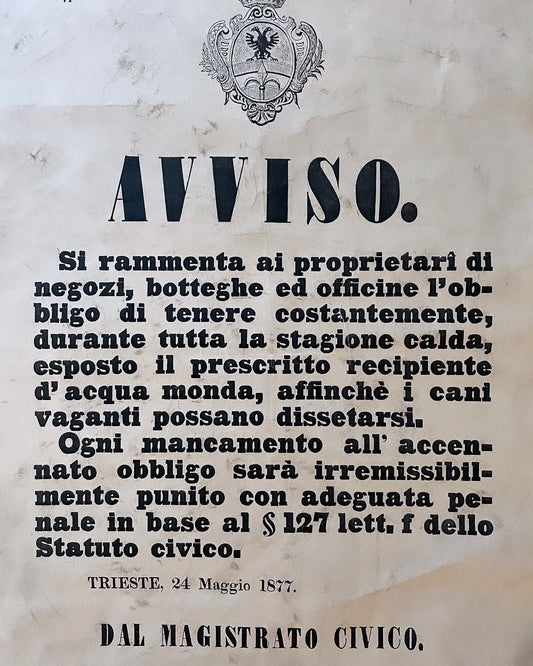 AVVISO.
Si rammenta ai proprietarî di
negozi, botteghe ed officine l'ob-
bligo di tenere costantemente,
durante tutta la stagione calda,
esposto il prescritto recipiente
d'acqua monda, affinchè i cani
vaganti possano dissetarsi.
Ogni mancamento all' accen-
nato obbligo sarà irremissibil-
mente punito con adeguata pe-
nale in base al § 127 lett. f dello
Statuto civico.
TRIESTE, 24 Maggio 1877.
DAL MAGISTRATO CIVICO.